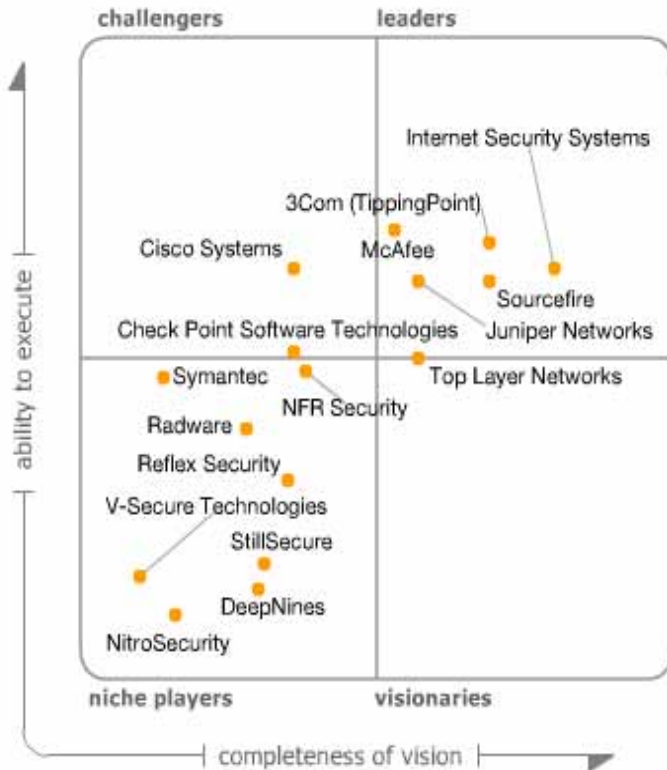 challengers
leaders
Internet Security Systems
3Com (TippingPoint)
Cisco Systems
McAfee
Sourcefire
Check Point Software Technologies
Juniper Networks
Symantec
Top Layer Networks
NFR Security
Radware
Reflex Security
V-Secure Technologies
StillSecure
DeepNines
NitroSecurity
niche players
visionaries
ability to execute
completeness of vision